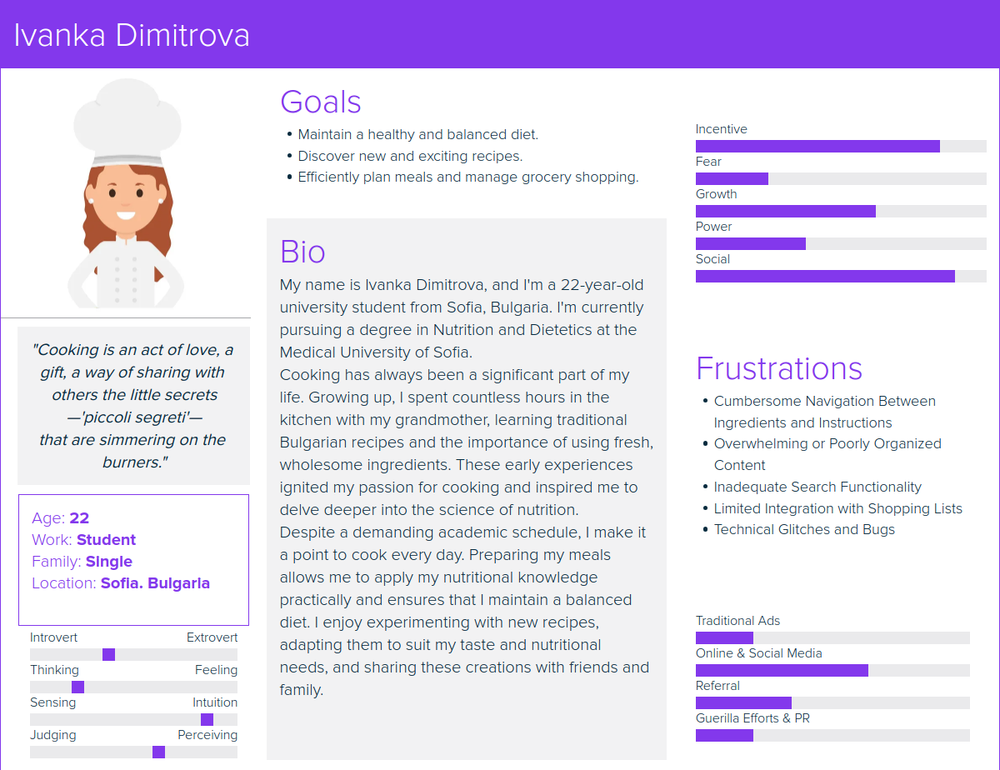 Ivanka Dimitrova
"Cooking is an act of love, a
gift, a way of sharing with
others the little secrets
—'piccoli segreti'—
that are simmering on the
burners."
Age: 22
Work: Student
Family: Single
Location: Sofia. Bulgaria
Introvert Extrovert
Thinking Feeling
Sensing Intuition
Judging Perceiving
Goals
• Maintain a healthy and balanced diet.
• Discover new and exciting recipes.
• Efficiently plan meals and manage grocery shopping.
Bio
My name is Ivanka Dimitrova, and I'm a 22-year-old
university student from Sofia, Bulgaria. I'm currently
pursuing a degree in Nutrition and Dietetics at the
Medical University of Sofia.
Cooking has always been a significant part of my
life. Growing up, I spent countless hours in the
kitchen with my grandmother, learning traditional
Bulgarian recipes and the importance of using fresh,
wholesome ingredients. These early experiences
ignited my passion for cooking and inspired me to
delve deeper into the science of nutrition.
Despite a demanding academic schedule, I make it
a point to cook every day. Preparing my meals
allows me to apply my nutritional knowledge
practically and ensures that I maintain a balanced
diet. I enjoy experimenting with new recipes,
adapting them to suit my taste and nutritional
needs, and sharing these creations with friends and
family.
Incentive
Fear
Growth
Power
Social
Frustrations
• Cumbersome Navigation Between
Ingredients and Instructions
• Overwhelming or Poorly Organized
Content
• Inadequate Search Functionality
• Limited Integration with Shopping Lists
• Technical Glitches and Bugs
Traditional Ads
Online & Social Media
Referral
Guerilla Efforts & PR